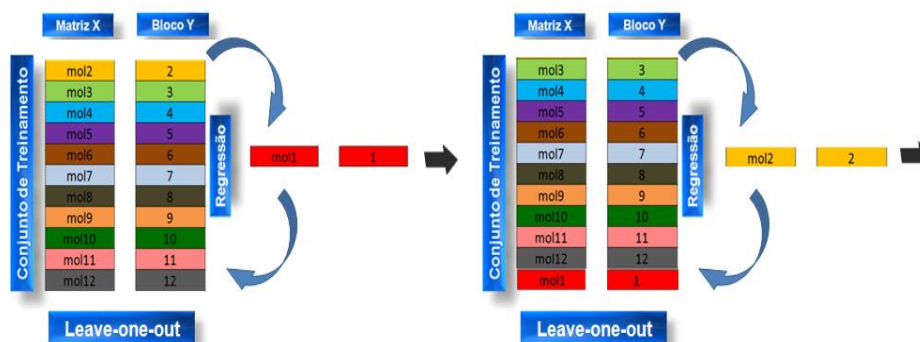 Matriz X Bloco Y
Conjunto de Treinamento
mol2 2
mol3 3
mol4 4
mol5 5
mol6 6
mol7 7
mol8 8
mol9 9
mol10 10
mol11 11
mol12 12
Regressão
mol1 1
Leave-one-out
Matriz X Bloco Y
Conjunto de Treinamento
mol3 3
mol4 4
mol5 5
mol6 6
mol7 7
mol8 8
mol9 9
mol10 10
mol11 11
mol12 12
mol1 1
Regressão
mol2 2
Leave-one-out